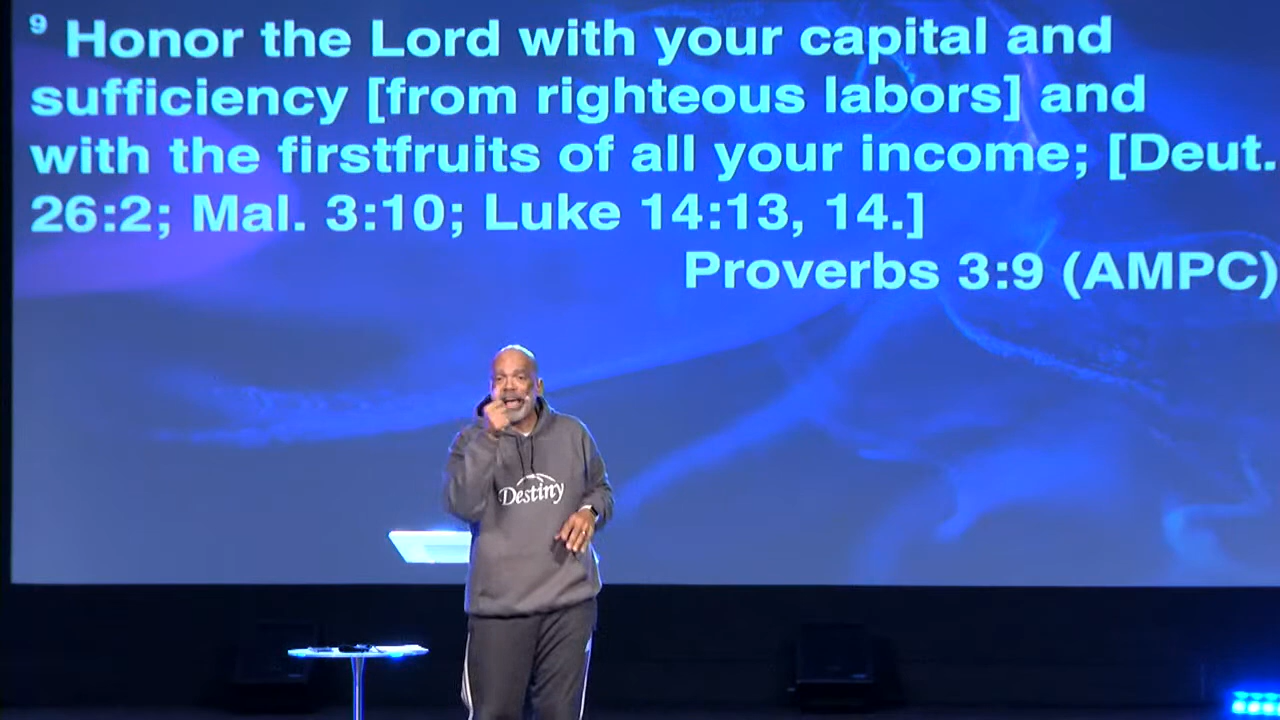 ⁹ Honor the Lord with your capital and
sufficiency [from righteous labors] and
with the firstfruits of all your income; [Deut.
26:2; Mal. 3:10; Luke 14:13, 14.]
Proverbs 3:9 (AMPC)
Destiny